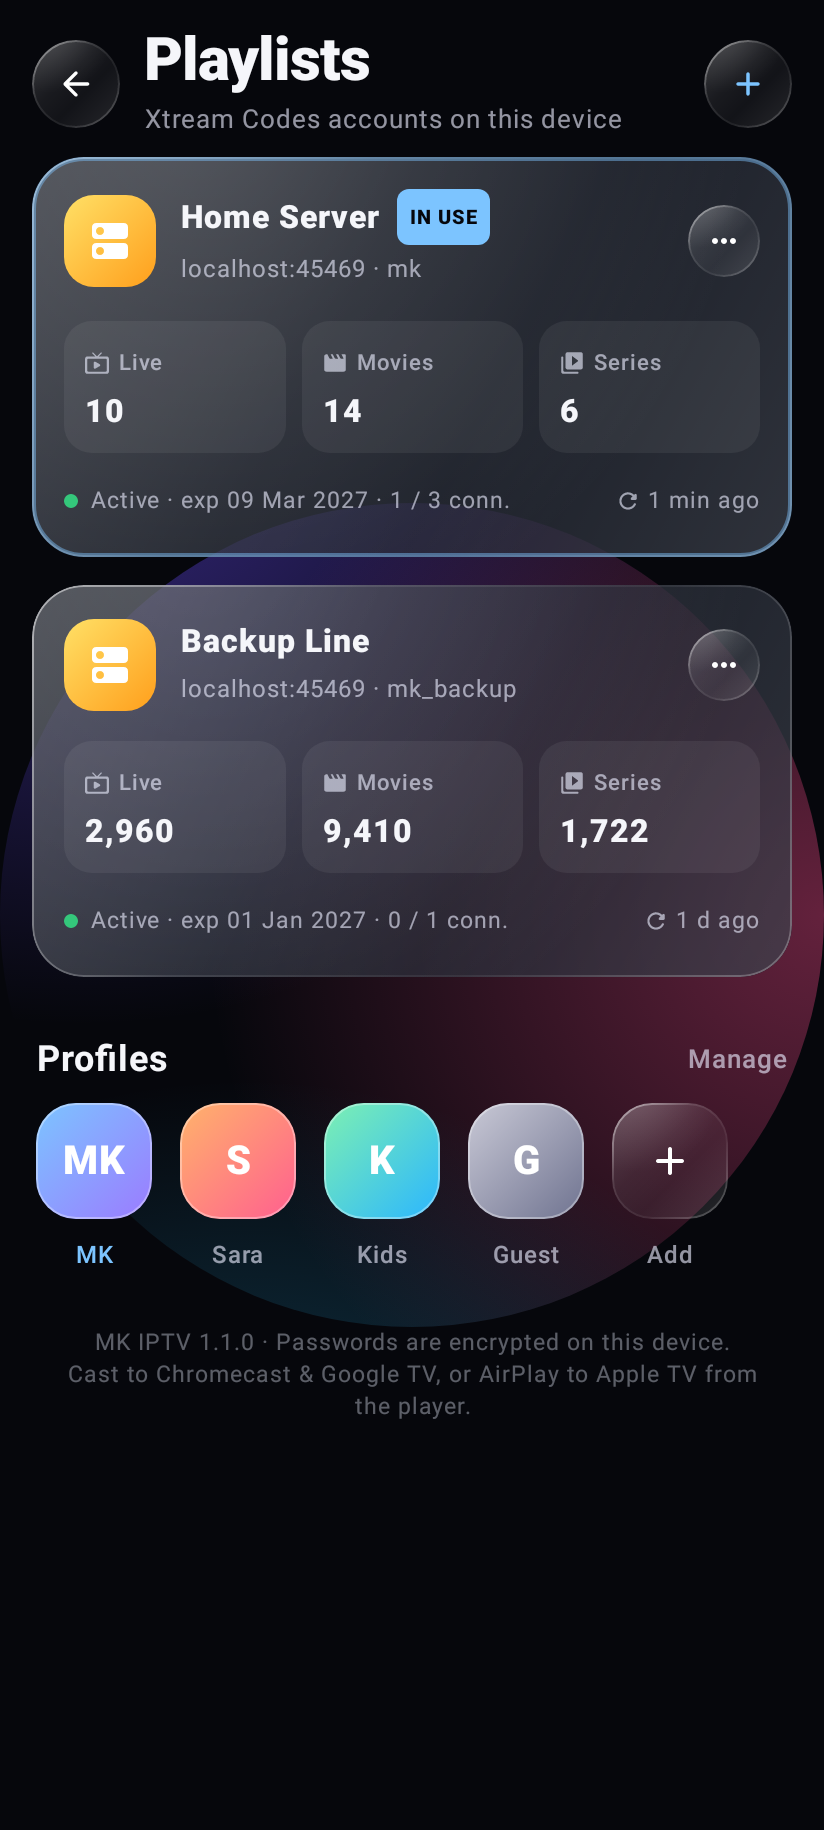 Playlists
Xtream Codes accounts on this device
Home Server IN USE
localhost:45469 · mk
Live Movies Series
10 14 6
Active · exp 09 Mar 2027 · 1 / 3 conn. 1 min ago
Backup Line
localhost:45469 · mk_backup
Live Movies Series
2,960 9,410 1,722
Active · exp 01 Jan 2027 · 0 / 1 conn. 1 d ago
Profiles Manage
MK S K G
MK Sara Kids Guest Add
MK IPTV 1.1.0 · Passwords are encrypted on this device.
Cast to Chromecast & Google TV, or AirPlay to Apple TV from
the player.